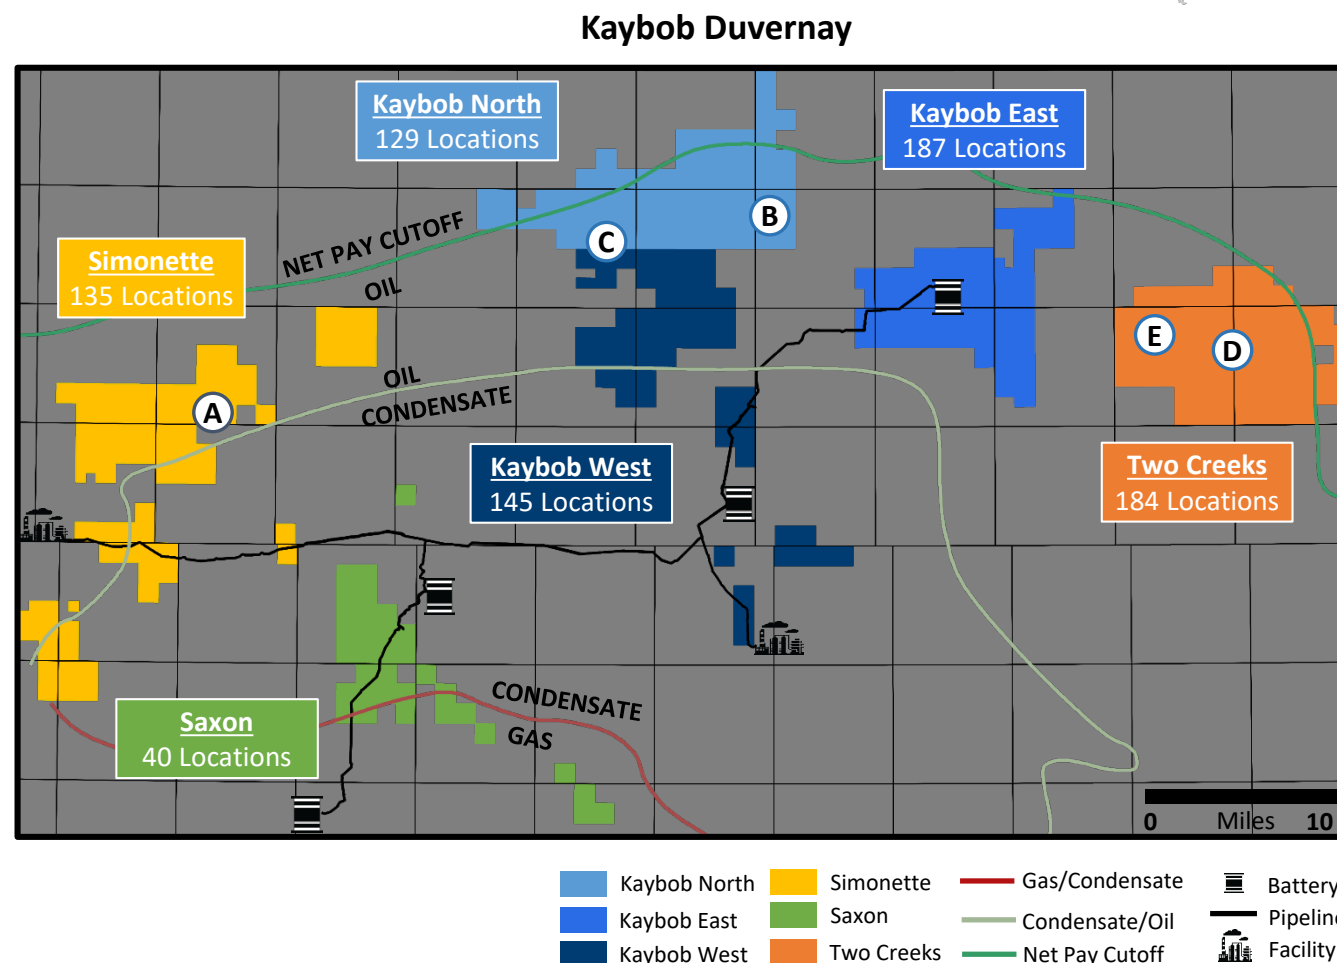 Kaybob Duvernay
Kaybob North
129 Locations
Kaybob East
187 Locations
Simonette
135 Locations
NET PAY CUTOFF
OIL
B
C
E
D
A
OIL
CONDENSATE
Kaybob West
145 Locations
Two Creeks
184 Locations
Saxon
40 Locations
CONDENSATE
GAS
0 Miles 10
Kaybob North
Simonette
Gas/Condensate
Battery
Kaybob East
Saxon
Condensate/Oil
Pipeline
Kaybob West
Two Creeks
Net Pay Cutoff
Facility